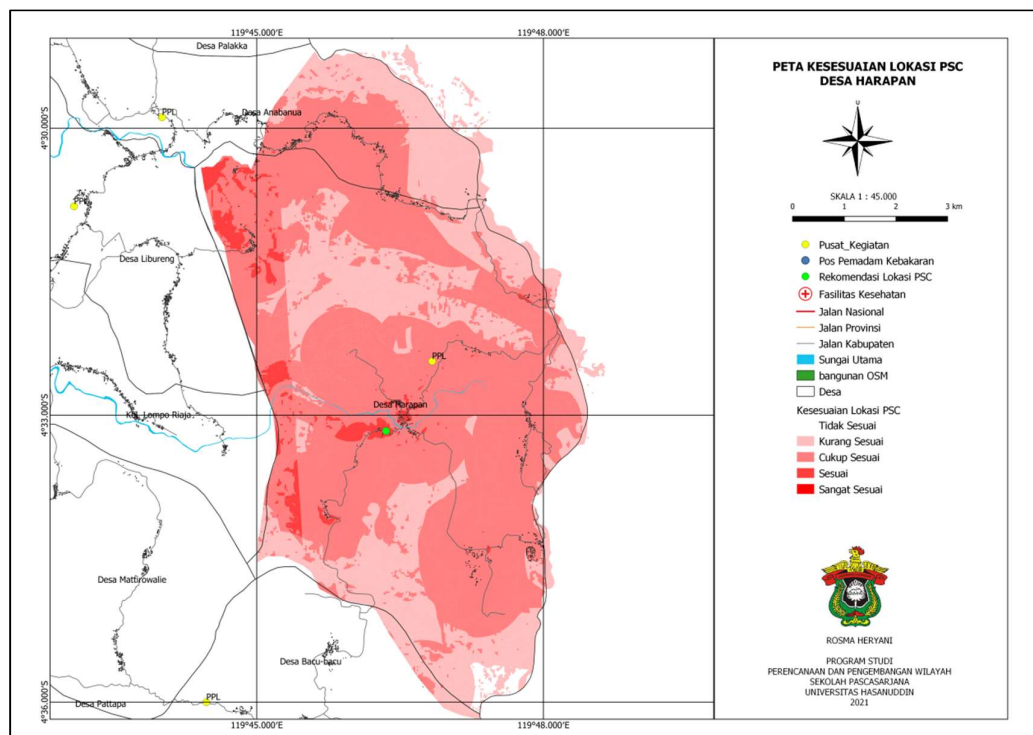 119°45.000'E
119°48.000'E
Desa Palakka
PPL
Desa Anabanua
4°30.000'S
PPL
Desa Libureng
PPL
Desa Harapan
4°33.000'S
Kel. Lompo Riaja
Desa Mattirowalie
Desa Bacu-bacu
PPL
4°36.000'S
Desa Pattapa
119°45.000'E
119°48.000'E
PETA KESESUAIAN LOKASI PSC
DESA HARAPAN
U
SKALA 1 : 45.000
0 1 2 3 km
Pusat_Kegiatan
Pos Pemadam Kebakaran
Rekomendasi Lokasi PSC
Fasilitas Kesehatan
Jalan Nasional
Jalan Provinsi
Jalan Kabupaten
Sungai Utama
bangunan OSM
Desa
Kesesuaian Lokasi PSC
Tidak Sesuai
Kurang Sesuai
Cukup Sesuai
Sesuai
Sangat Sesuai
ROSMA HERYANI
PROGRAM STUDI
PERENCANAAN DAN PENGEMBANGAN WILAYAH
SEKOLAH PASCASARJANA
UNIVERSITAS HASANUDDIN
2021